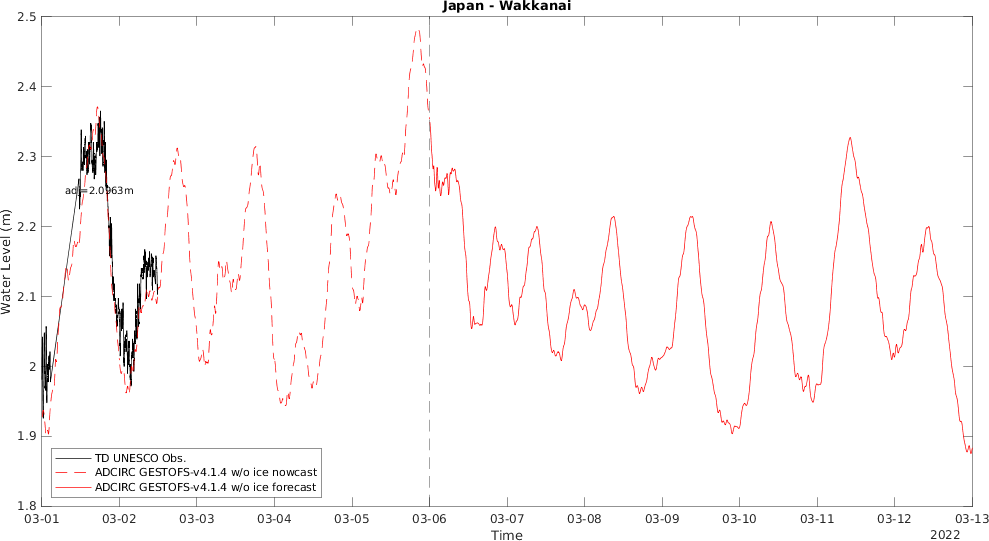 Japan - Wakkanai
2.5
2.4
2.3
2.2
2.1
2
1.9
1.8
Water Level (m)
adj=2.0963m
TD UNESCO Obs.
ADCIRC GESTOFS-v4.1.4 w/o ice nowcast
ADCIRC GESTOFS-v4.1.4 w/o ice forecast
03-01 03-02 03-03 03-04 03-05 03-06 03-07 03-08 03-09 03-10 03-11 03-12 03-13
Time
2022